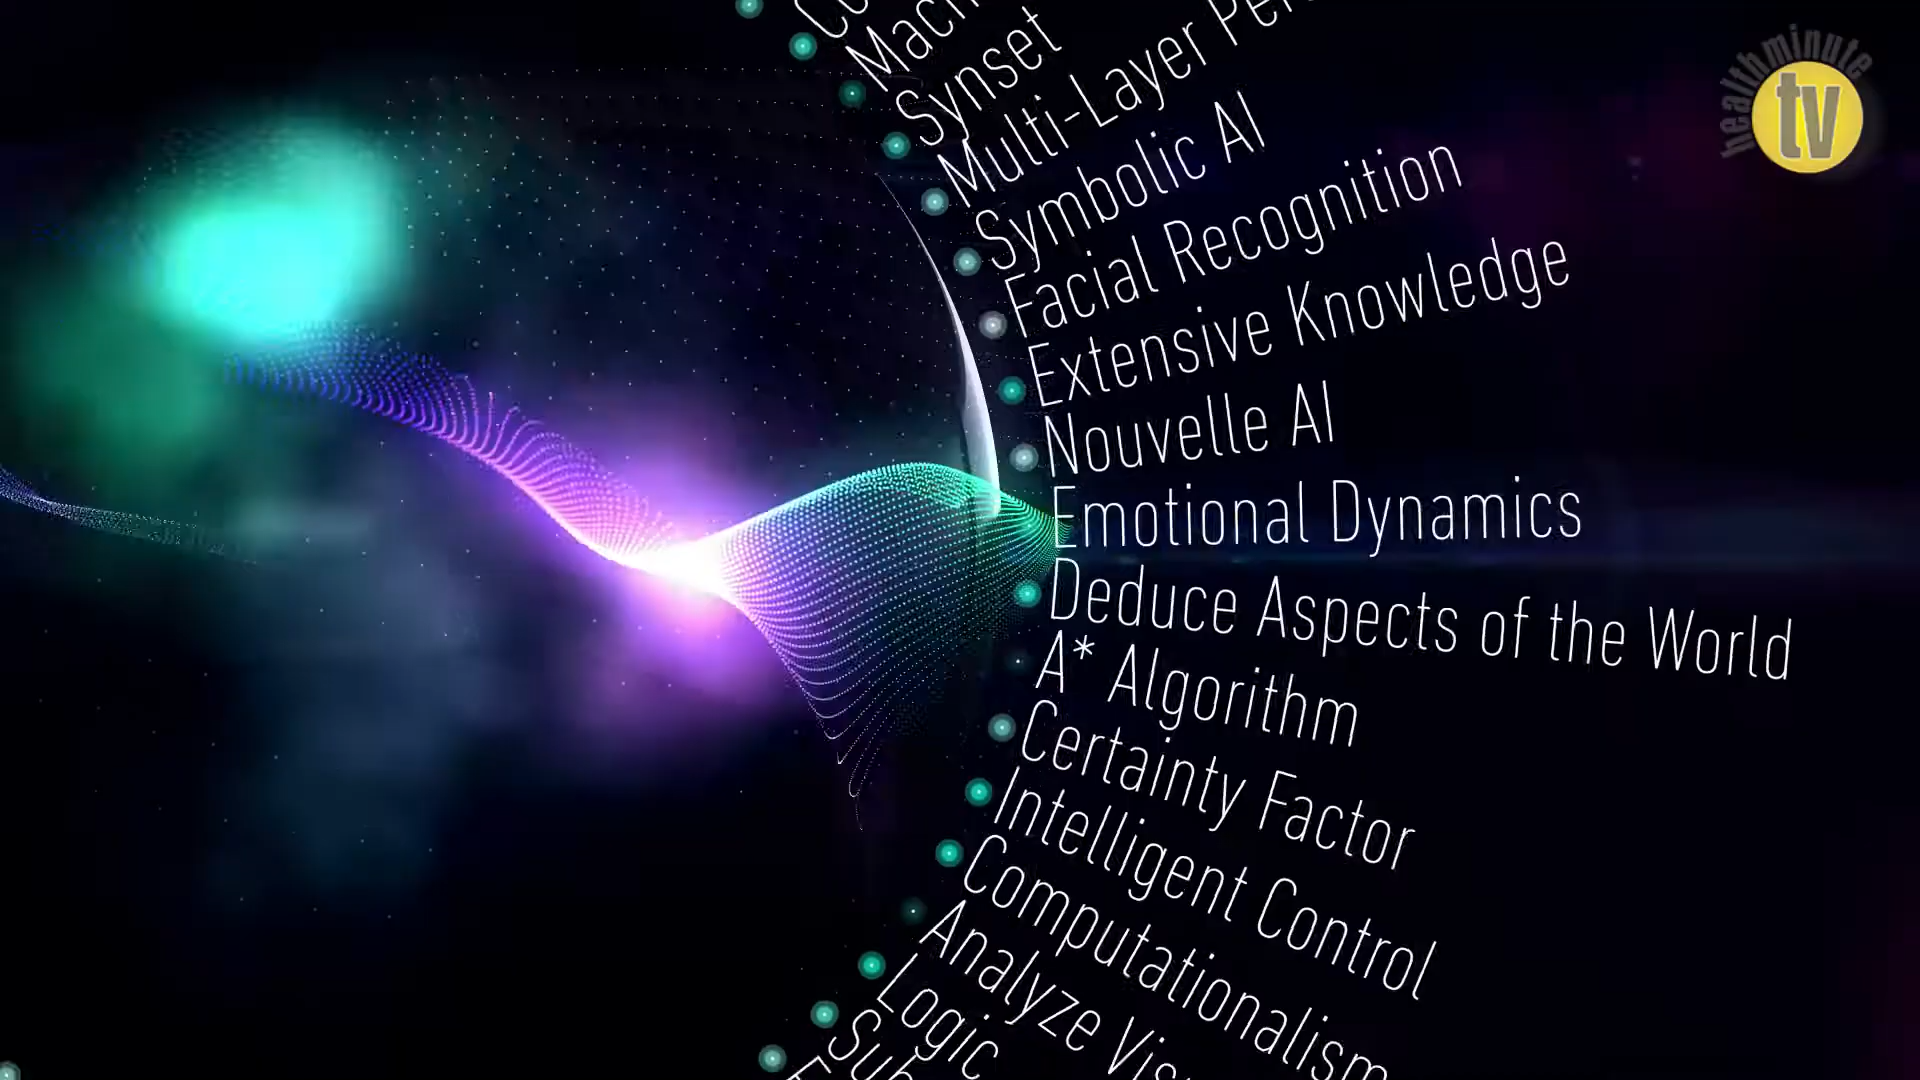 healthminute
tv
Synset
Multi-Layer
Symbolic AI
Facial Recognition
Extensive Knowledge
Nouvelle AI
Emotional Dynamics
Deduce Aspects of the World
A* Algorithm
Certainty Factor
Intelligent Control
Computationalism
Analyze
Logic